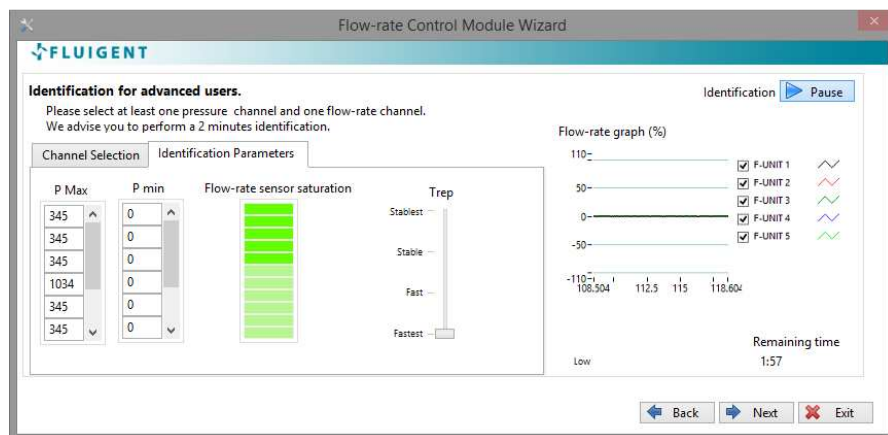 Flow-rate Control Module Wizard
FLUIGENT
Identification for advanced users.
Please select at least one pressure channel and one flow-rate channel.
We advise you to perform a 2 minutes identification.
Identification Pause
Channel Selection Identification Parameters
P Max P min Flow-rate sensor saturation Trep
345 0
345 0
345 0
1034 0
345 0
345 0
Stablest
Stable
Fast
Fastest
Flow-rate graph (%)
110
50
0
-50
-110
108.504 112.5 115 118.604
F-UNIT 1
F-UNIT 2
F-UNIT 3
F-UNIT 4
F-UNIT 5
Remaining time
Low 1:57
Back Next Exit